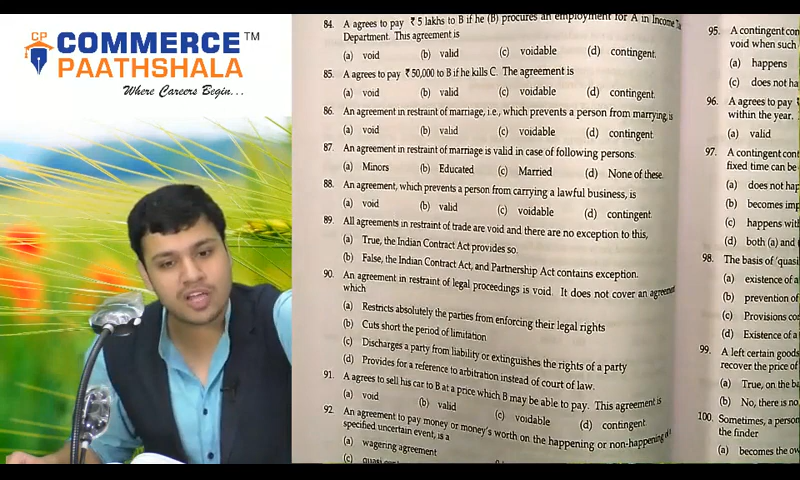 CP
COMMERCE™
PAATHSHALA
Where Careers Begin...
84. A agrees to pay ₹ 5 lakhs to B if he (B) procures an employment for A in Income
Department. This agreement is
(a) void (b) valid (c) voidable (d) contingent.
85. A agrees to pay ₹ 50,000 to B if he kills C. The agreement is
(a) void (b) valid (c) voidable (d) contingent.
86. An agreement in restraint of marriage, i.e., which prevents a person from marrying, is
(a) void (b) valid (c) voidable (d) contingent
87. An agreement in restraint of marriage is valid in case of following persons.
(a) Minors (b) Educated (c) Married (d) None of these.
88. An agreement, which prevents a person from carrying a lawful business, is
(a) void (b) valid (c) voidable (d) contingent.
89. All agreements in restraint of trade are void and there are no exception to this,
(a) True, the Indian Contract Act provides so.
(b) False, the Indian Contract Act, and Partnership Act contains exception.
90. An agreement in restraint of legal proceedings is void. It does not cover an agreement
which
(a) Restricts absolutely the parties from enforcing their legal rights
(b) Cuts short the period of limitation
(c) Discharges a party from liability or extinguishes the rights of a party
(d) Provides for a reference to arbitration instead of court of law.
91. A agrees to sell his car to B at a price which B may be able to pay. This agreement is
(a) void (b) valid (c) voidable (d) contingent
92. An agreement to pay money or money's worth on the happening or non-happening of
specified uncertain event, is a
(a) wagering agreement
(c)
95. A contingent con
void when such
(a) happens
(c) does not ha
96. A agrees to pay
within the year.
(a) valid
97. A contingent cont
fixed time can be
(a) does not hap
(b) becomes imp
(c) happens wit
(d) both (a) and
98. The basis of 'quasi
(a) existence of a
(b) prevention of
(c) Provisions con
(d) Existence of a
99. A left certain goods
recover the price of
(a) True, on the ba
(b) No, there is no
100. Sometimes, a person
the finder
(a) becomes the ow